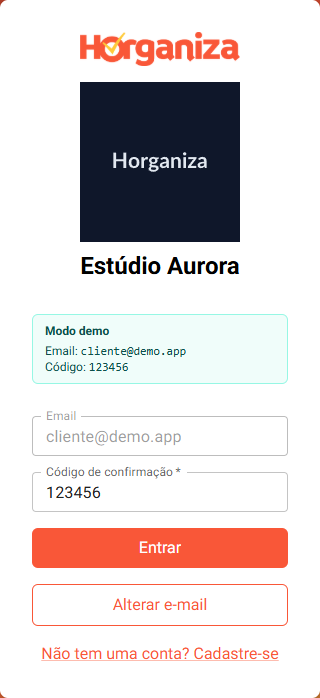 Horganiza
Horganiza
Estúdio Aurora
Modo demo
Email: cliente@demo.app
Código: 123456
Email
cliente@demo.app
Código de confirmação *
123456
Entrar
Alterar e-mail
Não tem uma conta? Cadastre-se